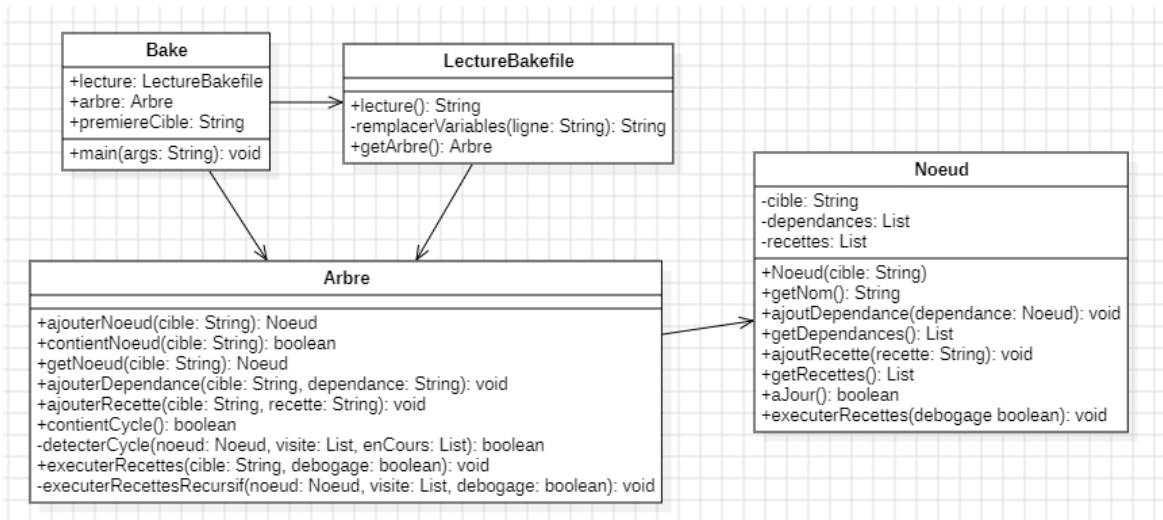 Bake
+lecture: LectureBakefile
+arbre: Arbre
+premiereCible: String
+main(args: String): void
LectureBakefile
+lecture(): String
-remplacerVariables(ligne: String): String
+getArbre(): Arbre
Noeud
-cible: String
-dependances: List
-recettes: List
+Noeud(cible: String)
+getNom(): String
+ajoutDependance(dependance: Noeud): void
+getDependances(): List
+ajoutRecette(recette: String): void
+getRecettes(): List
+aJour(): boolean
+executerRecettes(debogage boolean): void
Arbre
+ajouterNoeud(cible: String): Noeud
+contientNoeud(cible: String): boolean
+getNoeud(cible: String): Noeud
+ajouterDependance(cible: String, dependance: String): void
+ajouterRecette(cible: String, recette: String): void
+contientCycle(): boolean
-detecterCycle(noeud: Noeud, visite: List, enCours: List): boolean
+executerRecettes(cible: String, debogage: boolean): void
-executerRecettesRecursif(noeud: Noeud, visite: List, debogage: boolean): void